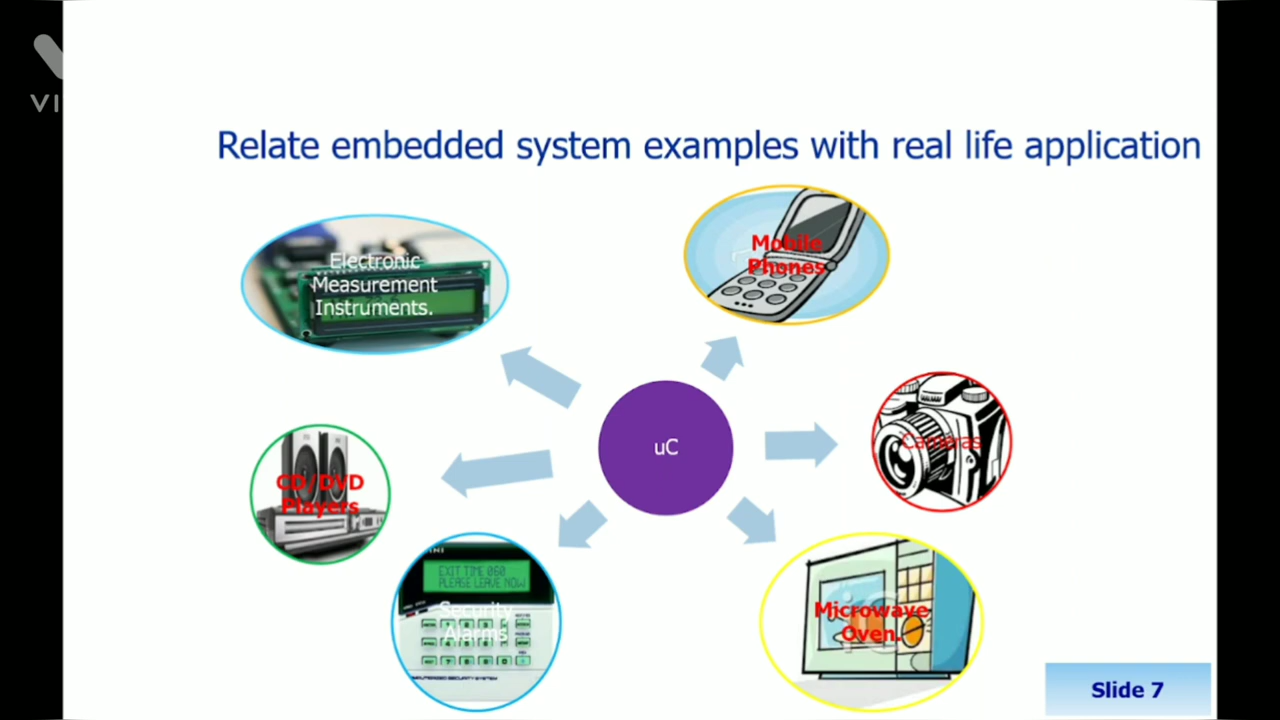 VI
Relate embedded system examples with real life application
Electronic
Measurement
Instruments.
Mobile
Phones
uC
Cameras
CD/DVD
Players
EXIT TIME 060
PLEASE LEAVE NOW
Security
Alarms
Microwave
Oven.
Slide 7